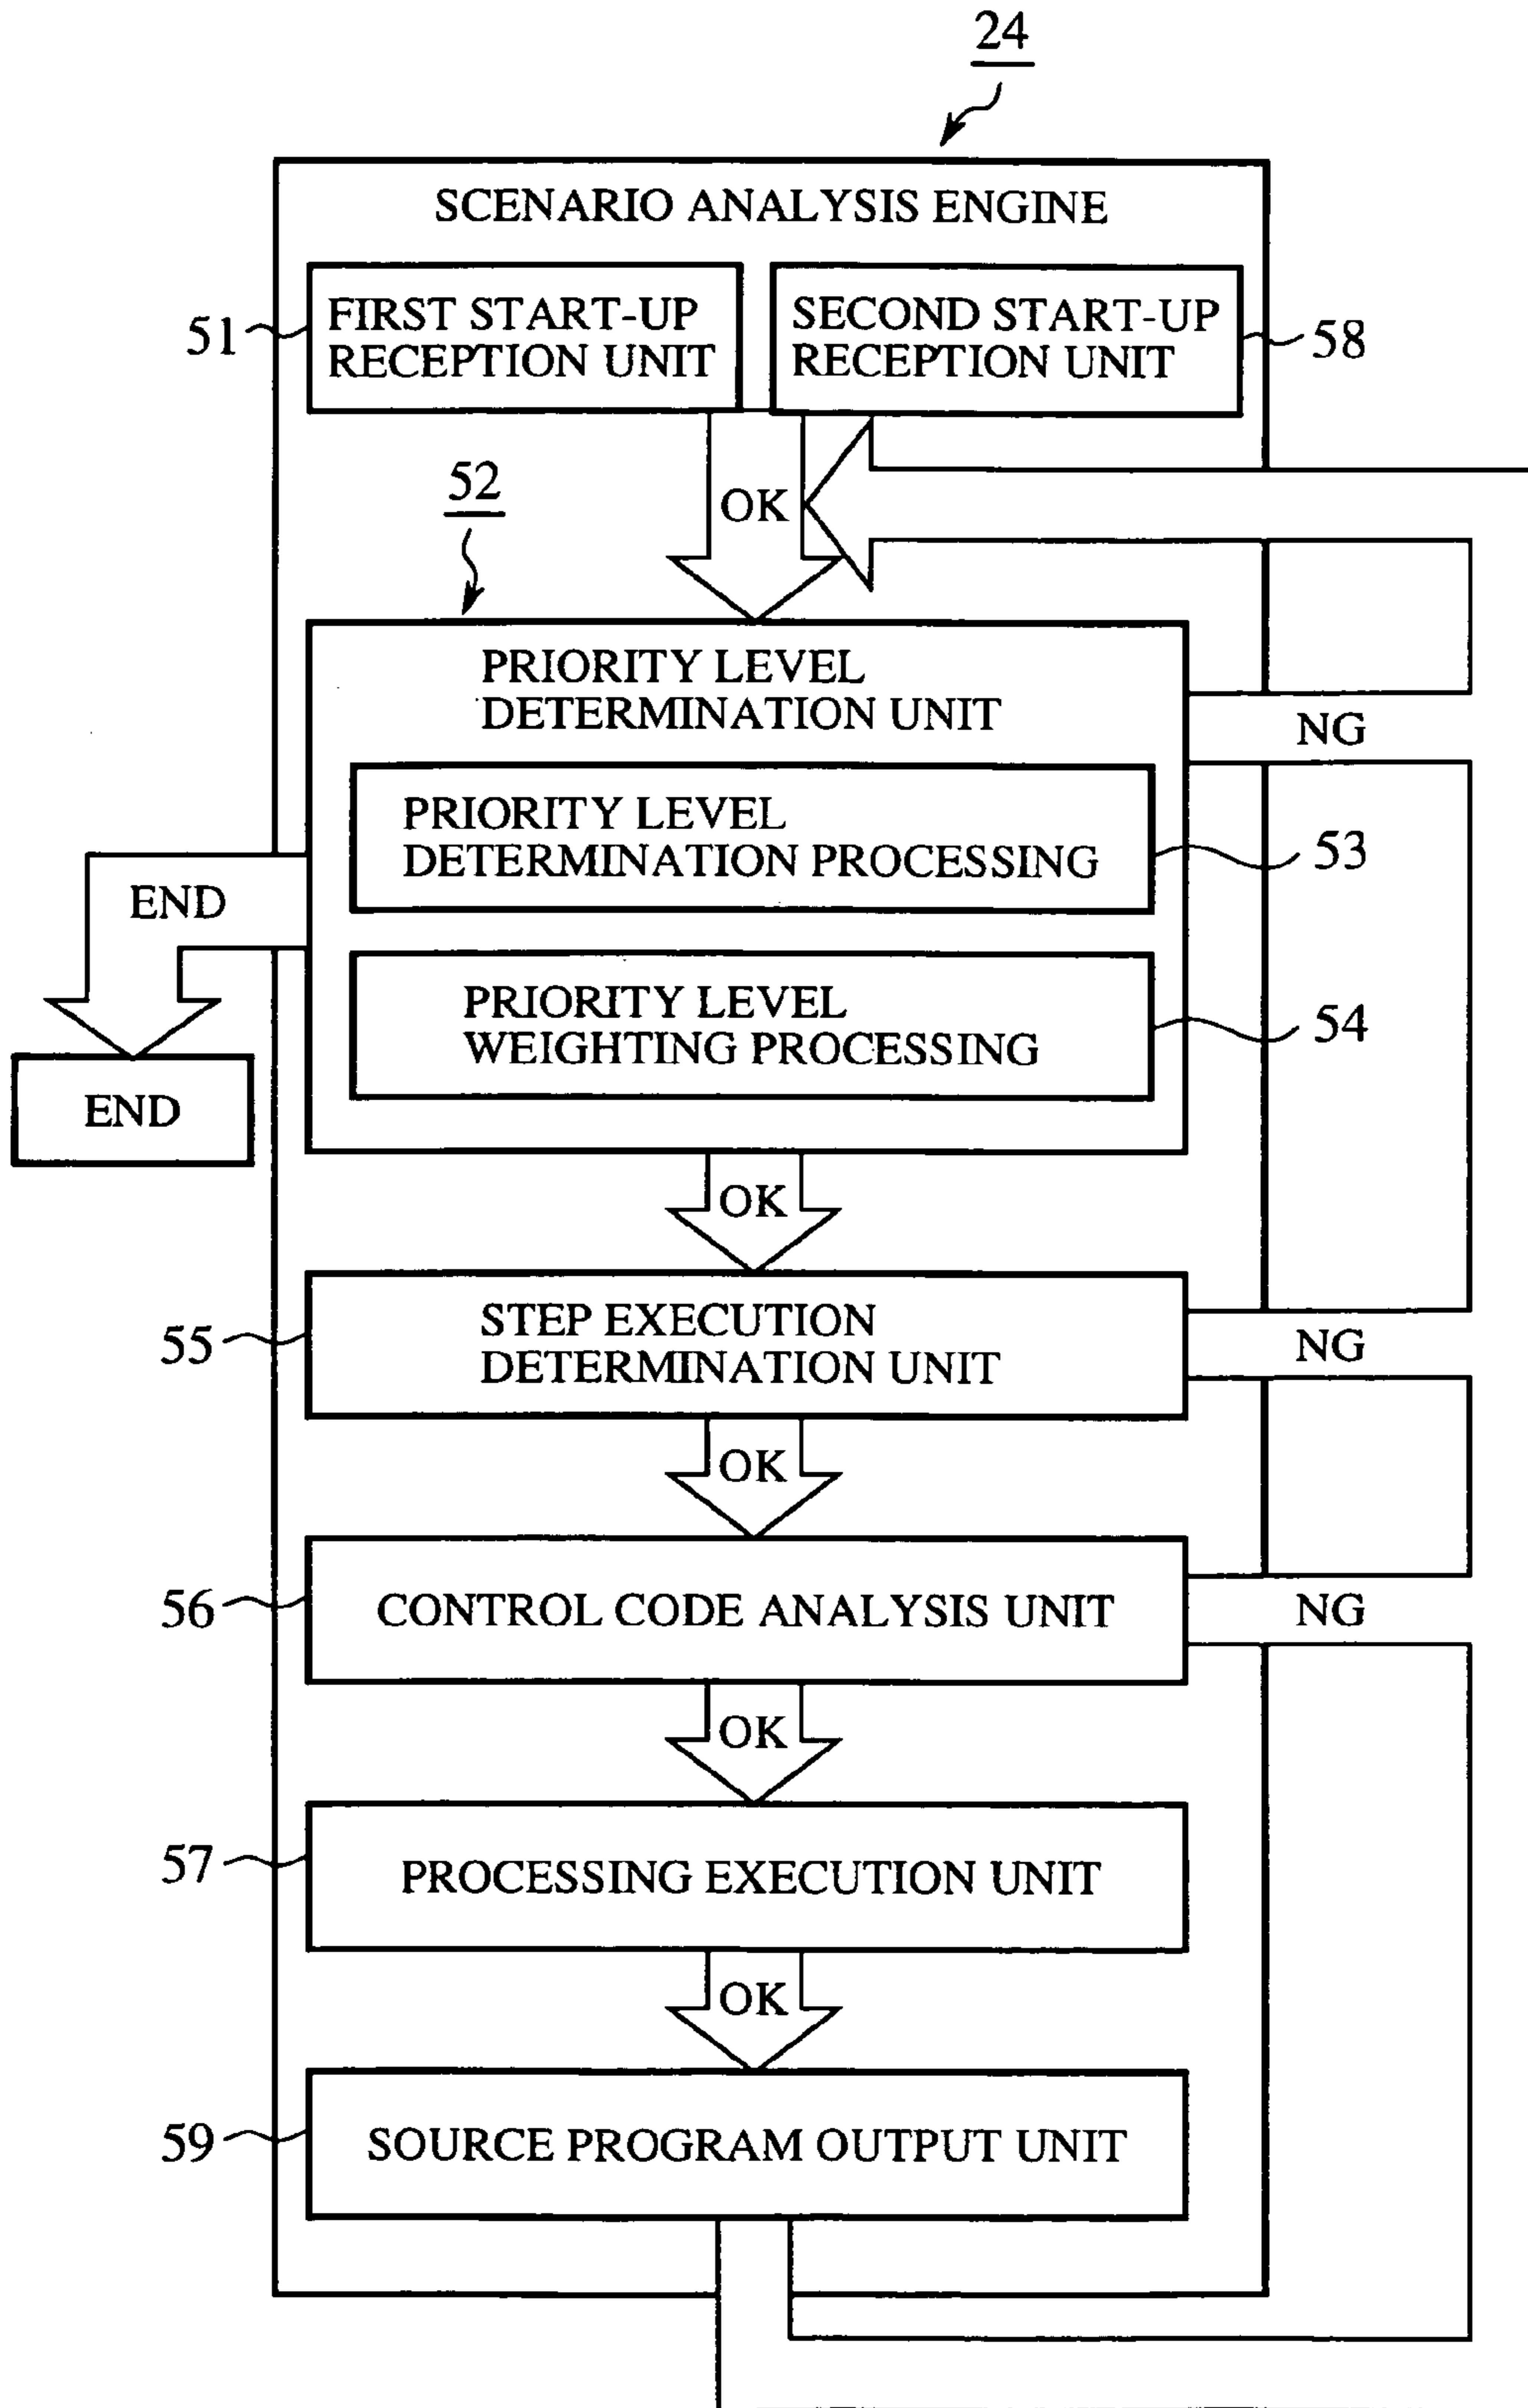 24
SCENARIO ANALYSIS ENGINE
51
FIRST START-UP
RECEPTION UNIT
SECOND START-UP
RECEPTION UNIT
58
OK
52
PRIORITY LEVEL
DETERMINATION UNIT
NG
PRIORITY LEVEL
DETERMINATION PROCESSING
53
END
PRIORITY LEVEL
WEIGHTING PROCESSING
54
END
OK
55
STEP EXECUTION
DETERMINATION UNIT
NG
OK
56
CONTROL CODE ANALYSIS UNIT
NG
OK
57
PROCESSING EXECUTION UNIT
OK
59
SOURCE PROGRAM OUTPUT UNIT